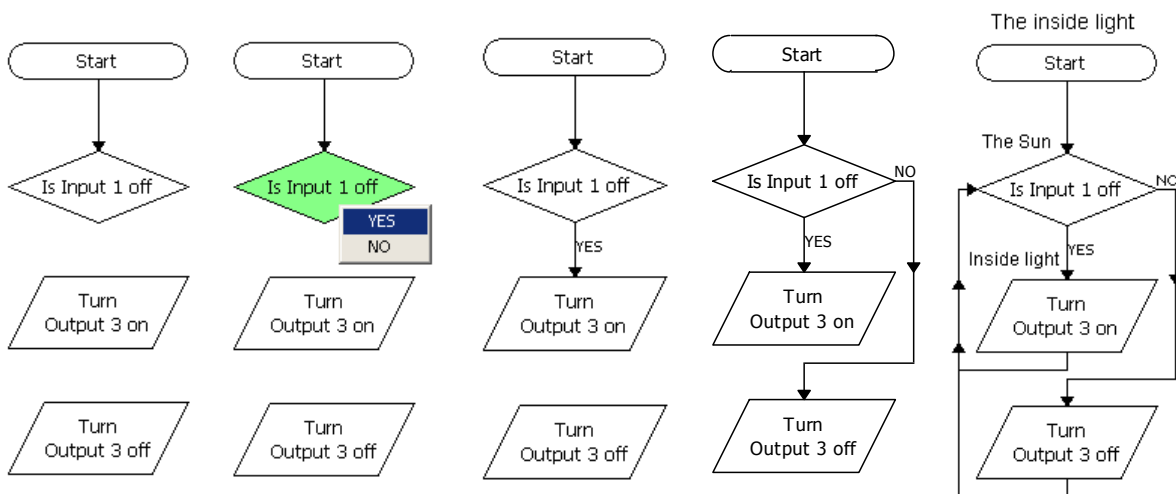 Start
Is Input 1 off
Turn
Output 3 on
Turn
Output 3 off
Start
Is Input 1 off
YES
NO
Turn
Output 3 on
Turn
Output 3 off
Start
Is Input 1 off
YES
Turn
Output 3 on
Turn
Output 3 off
Start
NO
Is Input 1 off
YES
Turn
Output 3 on
Turn
Output 3 off
The inside light
Start
The Sun
NO
Is Input 1 off
YES
Inside light
Turn
Output 3 on
Turn
Output 3 off